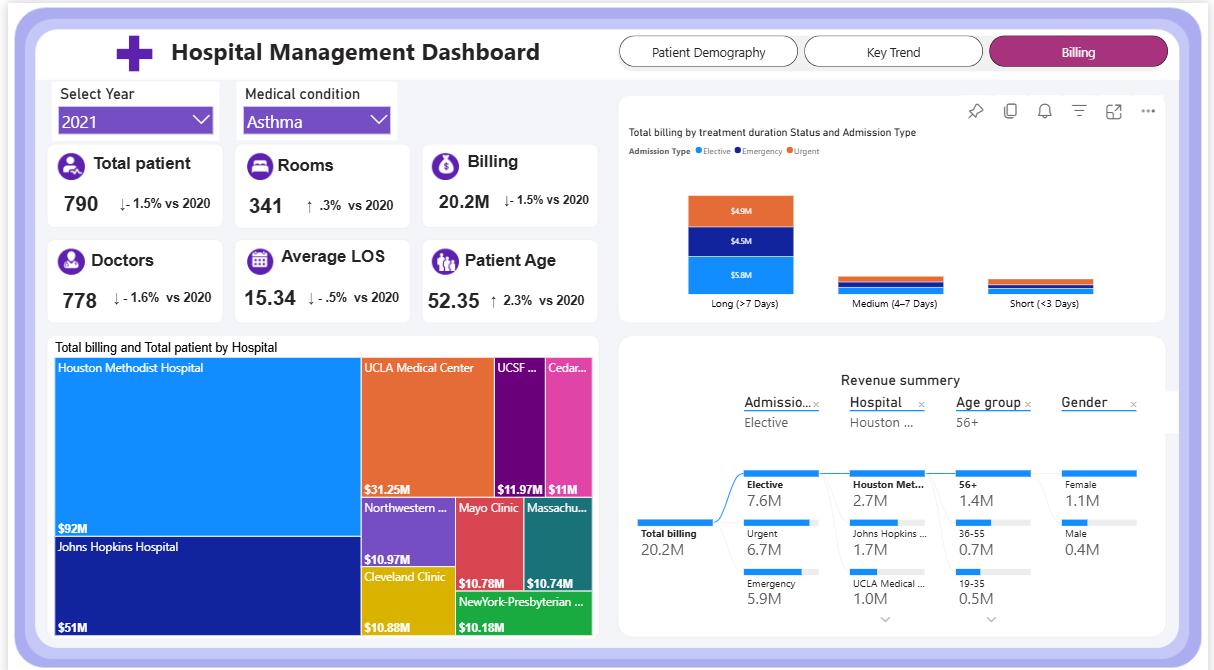 Hospital Management Dashboard
Patient Demography
Key Trend
Billing
Select Year
2021
Medical condition
Asthma
Total patient
790 ↓- 1.5% vs 2020
Rooms
341 ↑ .3% vs 2020
Billing
20.2M ↓- 1.5% vs 2020
Doctors
778 ↓ - 1.6% vs 2020
Average LOS
15.34 ↓ - .5% vs 2020
Patient Age
52.35 ↑ 2.3% vs 2020
Total billing by treatment duration Status and Admission Type
Admission Type Elective Emergency Urgent
$4.9M
$4.5M
$5.8M
Long (>7 Days) Medium (4–7 Days) Short (<3 Days)
Total billing and Total patient by Hospital
Houston Methodist Hospital
$92M
Johns Hopkins Hospital
$51M
UCLA Medical Center
$31.25M
UCSF ...
$11.97M
Cedar...
$11M
Northwestern ...
$10.97M
Cleveland Clinic
$10.88M
Mayo Clinic
$10.78M
Massachu...
$10.74M
NewYork-Presbyterian ...
$10.18M
Revenue summery
Admissio... × Hospital × Age group × Gender ×
Elective Houston ... 56+
Total billing
20.2M
Elective
7.6M
Urgent
6.7M
Emergency
5.9M
Houston Met...
2.7M
Johns Hopkins ...
1.7M
UCLA Medical ...
1.0M
56+
1.4M
36-55
0.7M
19-35
0.5M
Female
1.1M
Male
0.4M